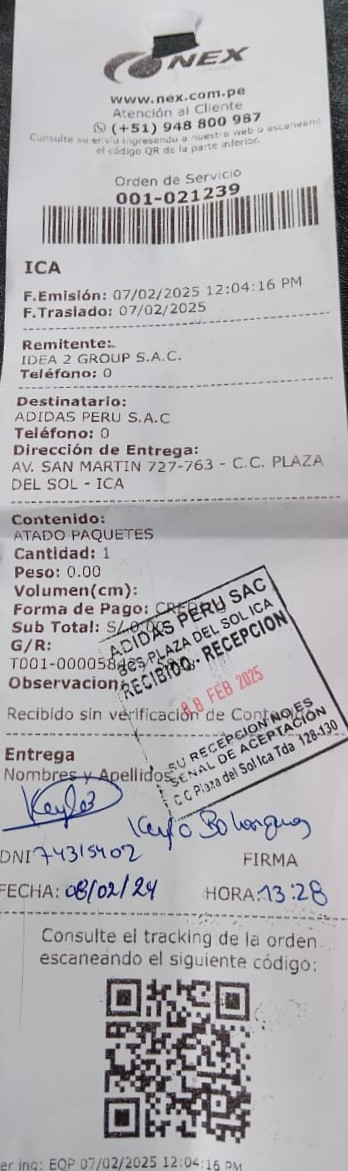 NEX
www.nex.com.pe
Atención al Cliente
(+51) 948 800 987
Consulte su envío ingresando a nuestra web o escaneando
el código QR de la parte inferior.
Orden de Servicio
001-021239
ICA
F.Emisión: 07/02/2025 12:04:16 PM
F.Traslado: 07/02/2025
Remitente:
IDEA 2 GROUP S.A.C.
Teléfono: 0
Destinatario:
ADIDAS PERU S.A.C
Teléfono: 0
Dirección de Entrega:
AV. SAN MARTIN 727-763 - C.C. PLAZA
DEL SOL - ICA
Contenido:
ATADO PAQUETES
Cantidad: 1
Peso: 0.00
Volumen(cm):
Forma de Pago:
Sub Total: S/ 0.00
G/R:
T001-000058
Observacion
ADIDAS PERU SAC
PLAZA DEL SOL ICA
RECIBIDO - RECEPCION
FEB 2025
SU RECEPCION NO ES
SEÑAL DE ACEPTACIÓN
C.C Plaza del Sol Ica Tda 128-130
Recibido sin verificación de
Entrega
Nombres y Apellidos
DNI 74315402
FIRMA
FECHA: 08/02/24 HORA: 13:28
Consulte el tracking de la orden
escaneando el siguiente código:
EQP 07/02/2025 12:04:16 PM